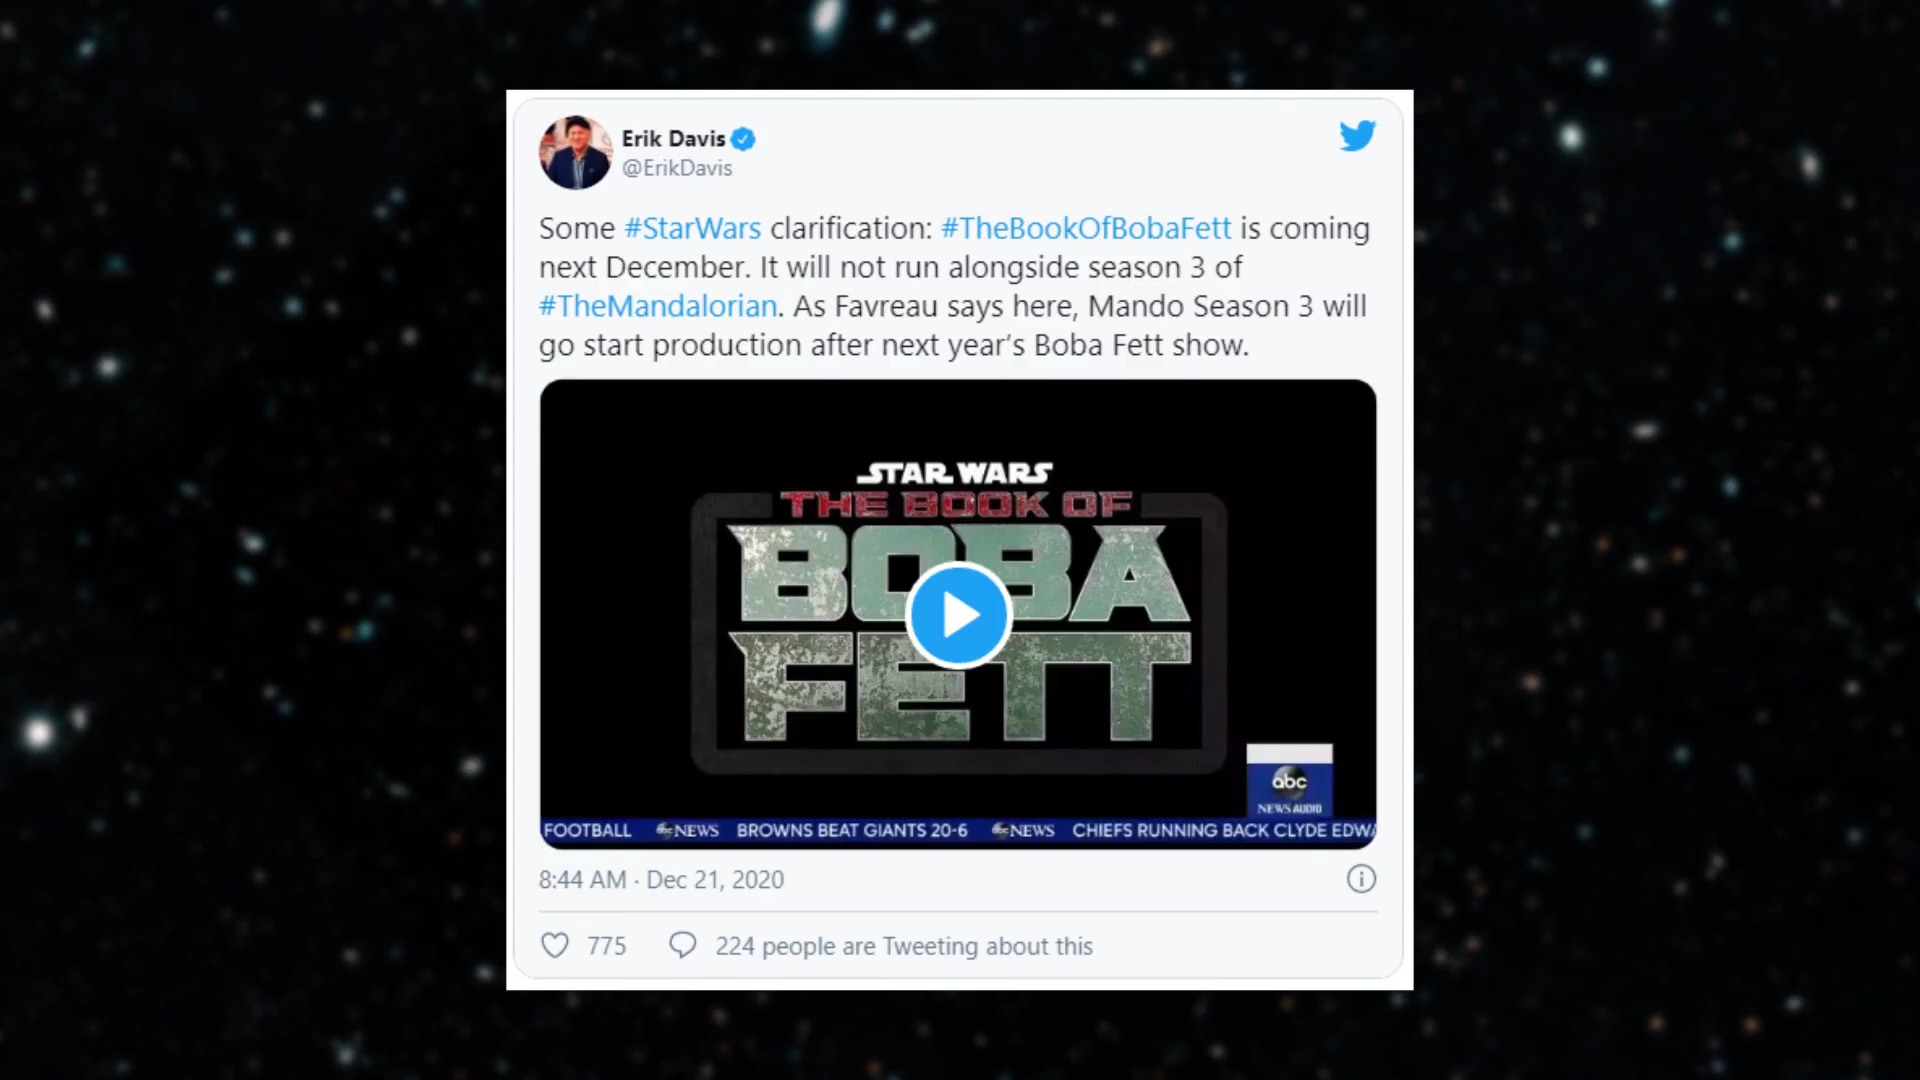 Erik Davis
@ErikDavis
Some #StarWars clarification: #TheBookOfBobaFett is coming
next December. It will not run alongside season 3 of
#TheMandalorian. As Favreau says here, Mando Season 3 will
go start production after next year’s Boba Fett show.
STAR WARS
THE BOOK OF
BOBA
FETT
abc
NEWS AUDIO
FOOTBALL abc NEWS BROWNS BEAT GIANTS 20-6 abc NEWS CHIEFS RUNNING BACK CLYDE
8:44 AM · Dec 21, 2020
775 224 people are Tweeting about this